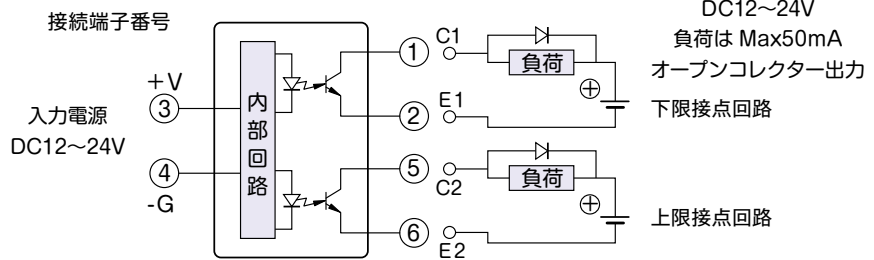 接続端子番号
+V
③
入力電源
DC12〜24V
④
-G
内部回路
① C1
② E1
⑤ C2
⑥ E2
負荷
⊕
負荷
⊕
DC12〜24V
負荷は Max50mA
オープンコレクター出力
下限接点回路
上限接点回路